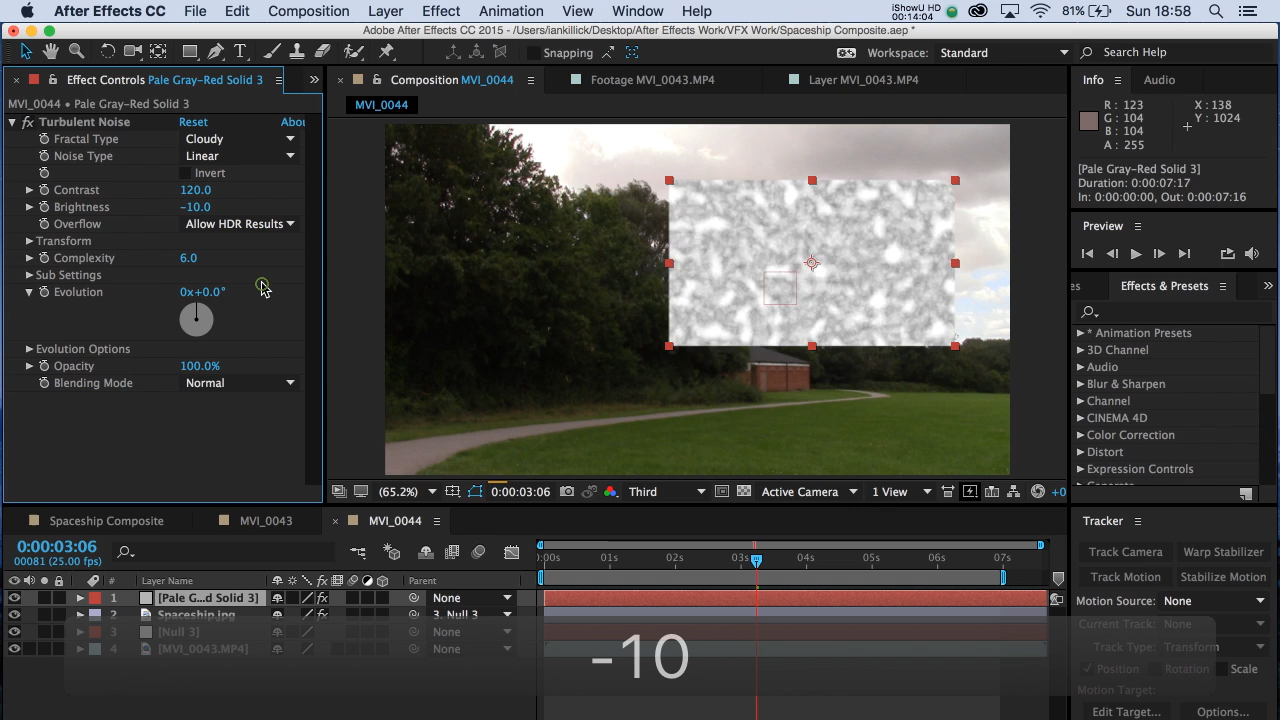 After Effects CC File Edit Composition Layer Effect Animation View Window Help iShowU HD 00:14:04 81% Sun 18:58
Adobe After Effects CC 2015 - /Users/iankillick/Desktop/After Effects Work/VFX Work/Spaceship Composite.aep *
Snapping Workspace: Standard Search Help
Effect Controls Pale Gray-Red Solid 3 Composition MVI_0044 Footage MVI_0043.MP4 Layer MVI_0043.MP4 Info Audio
MVI_0044 • Pale Gray-Red Solid 3 MVI_0044
R : 123 X : 138
G : 104 Y : 1024
B : 104
A : 255
fx Turbulent Noise Reset Abou
Fractal Type Cloudy
Noise Type Linear
Invert
Contrast 120.0
Brightness -10.0
Overflow Allow HDR Results
Transform
Complexity 6.0
Sub Settings
Evolution 0x+0.0°
Evolution Options
Opacity 100.0%
Blending Mode Normal
[Pale Gray-Red Solid 3]
Duration: 0:00:07:17
In: 0:00:00:00, Out: 0:00:07:16
Preview
es Effects & Presets
* Animation Presets
3D Channel
Audio
Blur & Sharpen
Channel
CINEMA 4D
Color Correction
Distort
Expression Controls
(65.2%) 0:00:03:06 Third Active Camera 1 View +0
Spaceship Composite MVI_0043 MVI_0044
0:00:03:06
00081 (25.00 fps)
:00s 01s 02s 03s 04s 05s 06s 07s
# Layer Name fx Parent
1 [Pale G...d Solid 3] fx None
2 Spaceship.jpg fx 3. Null 3
3 [Null 3] None
4 [MVI_0043.MP4] None
-10
Tracker
Track Camera Warp Stabilizer
Track Motion Stabilize Motion
Motion Source: None
Current Track: None
Track Type: Transform
Position Rotation Scale
Motion Target:
Edit Target... Options...